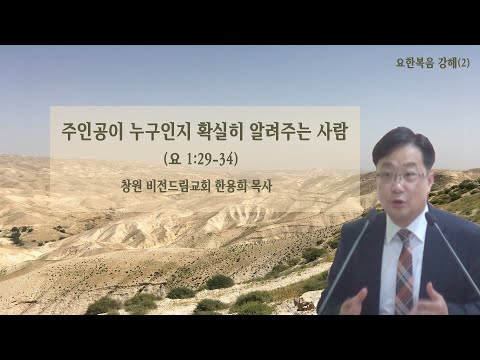 요한복음 강해(2)
주인공이 누구인지 확실히 알려주는 사람
(요 1:29-34)
창원 비전드림교회 한용희 목사